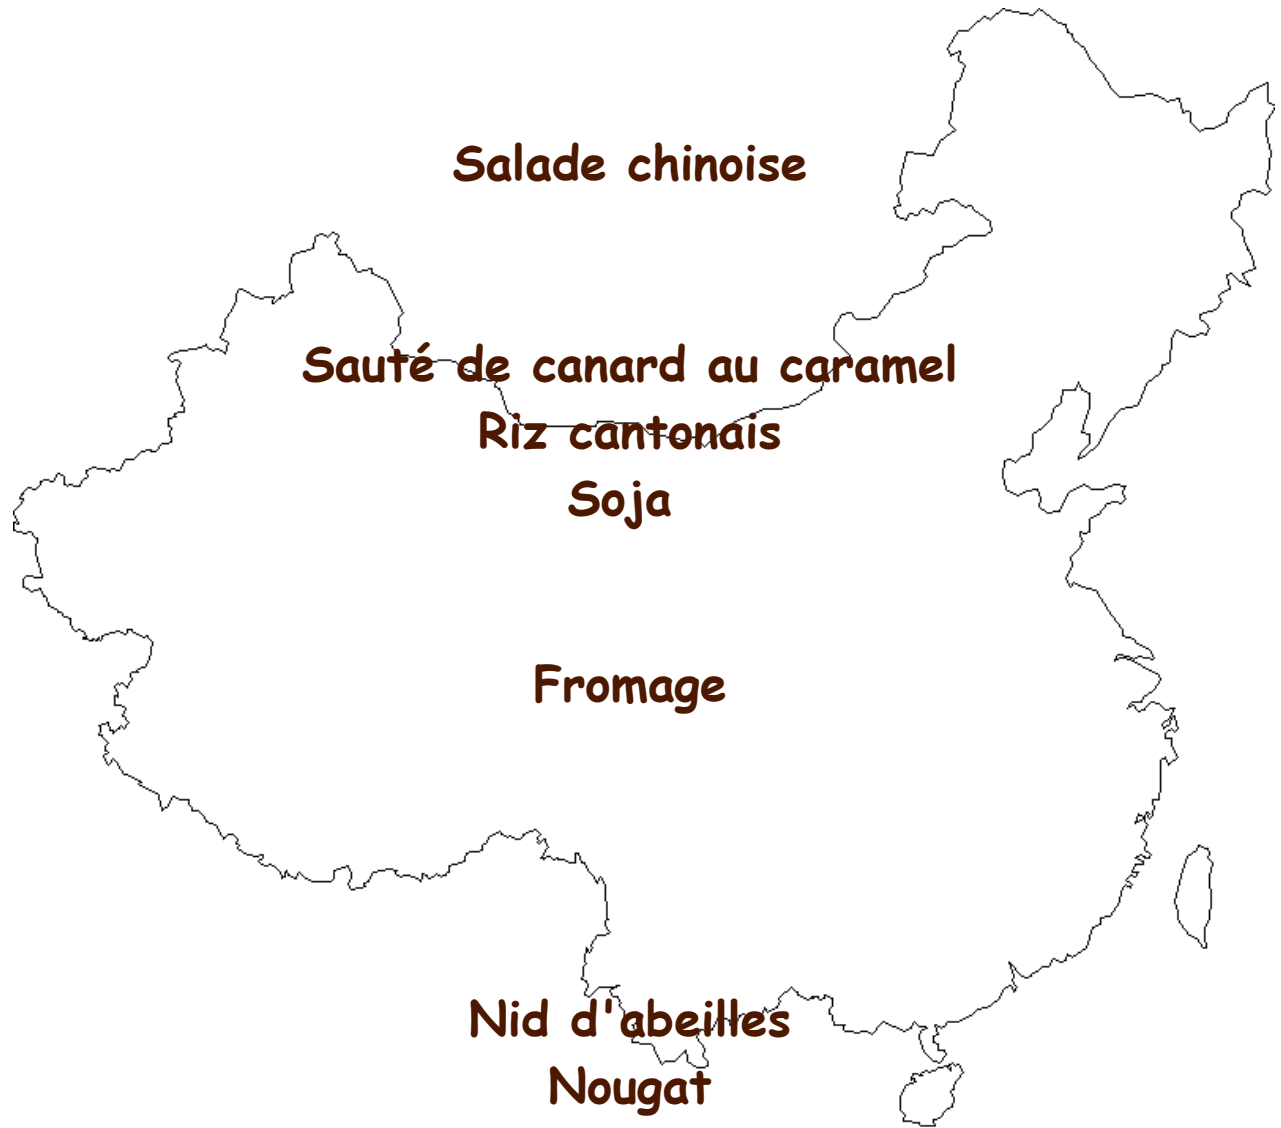 Salade chinoise
Sauté de canard au caramel
Riz cantonais
Soja
Fromage
Nid d'abeilles
Nougat